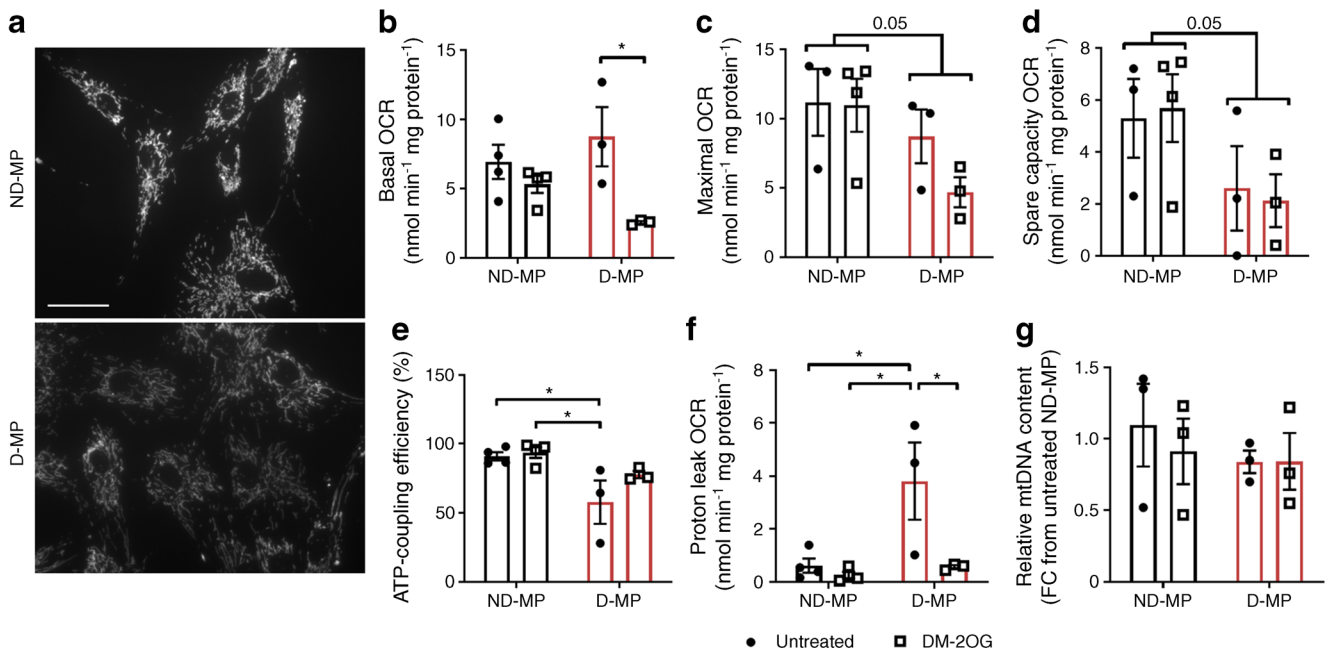 a
ND-MP
D-MP
b
Basal OCR
(nmol min⁻¹ mg protein⁻¹)
15
10
5
0
*
ND-MP
D-MP
c
Maximal OCR
(nmol min⁻¹ mg protein⁻¹)
15
10
5
0
0.05
ND-MP
D-MP
d
Spare capacity OCR
(nmol min⁻¹ mg protein⁻¹)
8
6
4
2
0
0.05
ND-MP
D-MP
e
ATP-coupling efficiency (%)
150
100
50
0
*
*
ND-MP
D-MP
f
Proton leak OCR
(nmol min⁻¹ mg protein⁻¹)
8
6
4
2
0
*
*
*
ND-MP
D-MP
g
Relative mtDNA content
(FC from untreated ND-MP)
1.5
1.0
0.5
0
ND-MP
D-MP
Untreated
DM-2OG